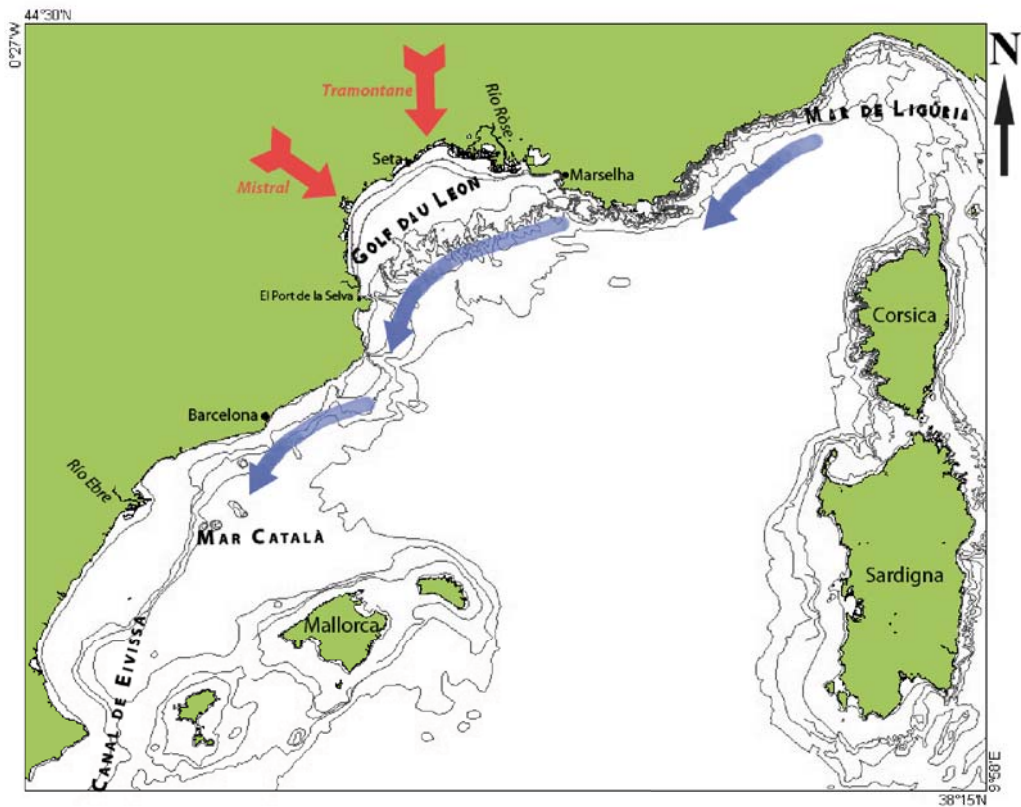 44°30'N
0°27'W
N
Tramontane
Río Ròse
MAR DE LIGÚRIA
Seta
Marselha
Mistral
GOLF DAU LEON
El Port de la Selva
Corsica
Barcelona
Río Ebre
MAR CATALÀ
Sardigna
Mallorca
CANAL DE EIVISSA
9°58'E
38°15'N